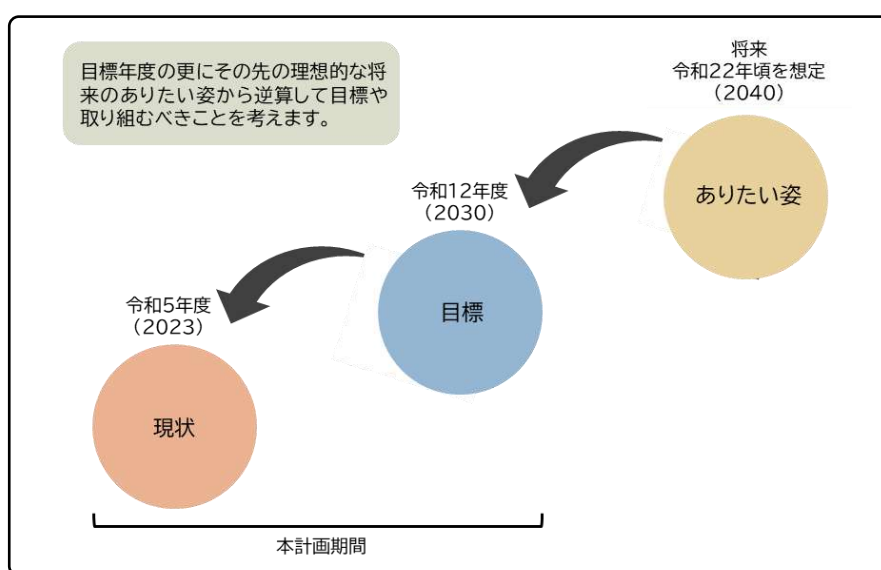 目標年度の更にその先の理想的な将
来のありたい姿から逆算して目標や
取り組むべきことを考えます。
将来
令和22年頃を想定
（2040）
ありたい姿
令和12年度
（2030）
目標
令和5年度
（2023）
現状
本計画期間